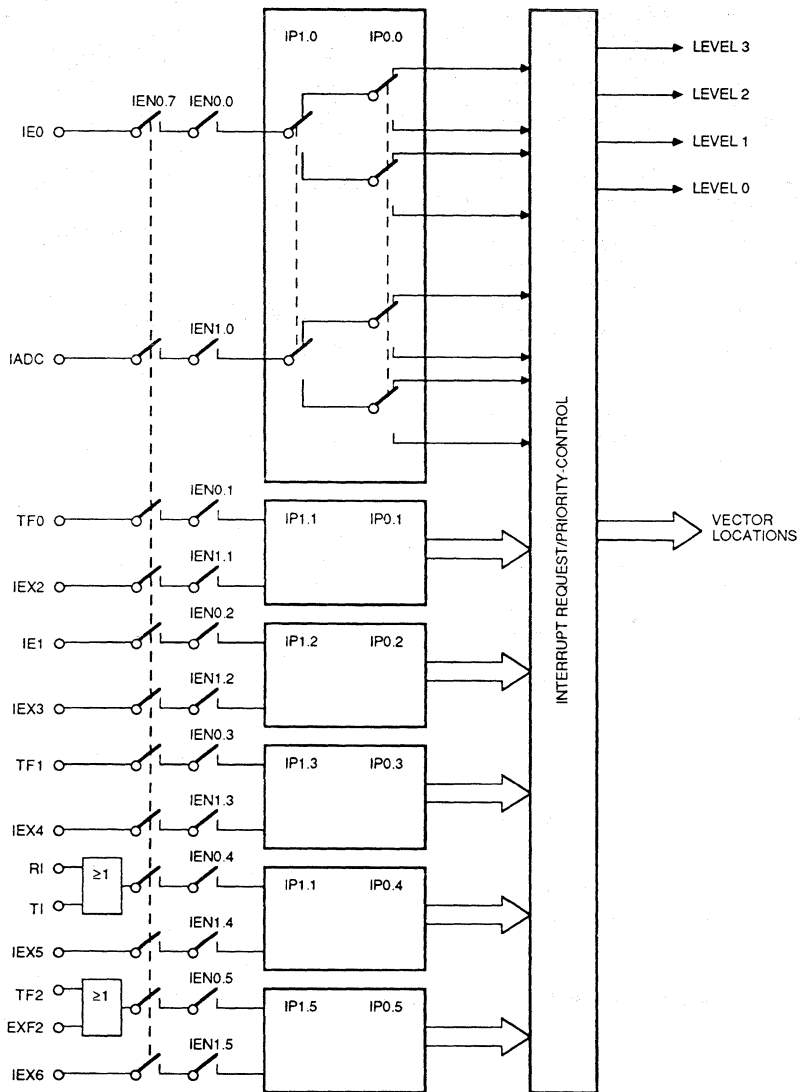 IP1.0 IP0.0
LEVEL 3
LEVEL 2
LEVEL 1
LEVEL 0
IEN0.7 IEN0.0
IE0
IEN1.0
IADC
INTERRUPT REQUEST/PRIORITY-CONTROL
VECTOR
LOCATIONS
IEN0.1
TF0
IP1.1 IP0.1
IEN1.1
IEX2
IEN0.2
IE1
IP1.2 IP0.2
IEN1.2
IEX3
IEN0.3
TF1
IP1.3 IP0.3
IEN1.3
IEX4
IEN0.4
RI
≥1
TI
IP1.1 IP0.4
IEN1.4
IEX5
IEN0.5
TF2
≥1
EXF2
IP1.5 IP0.5
IEN1.5
IEX6